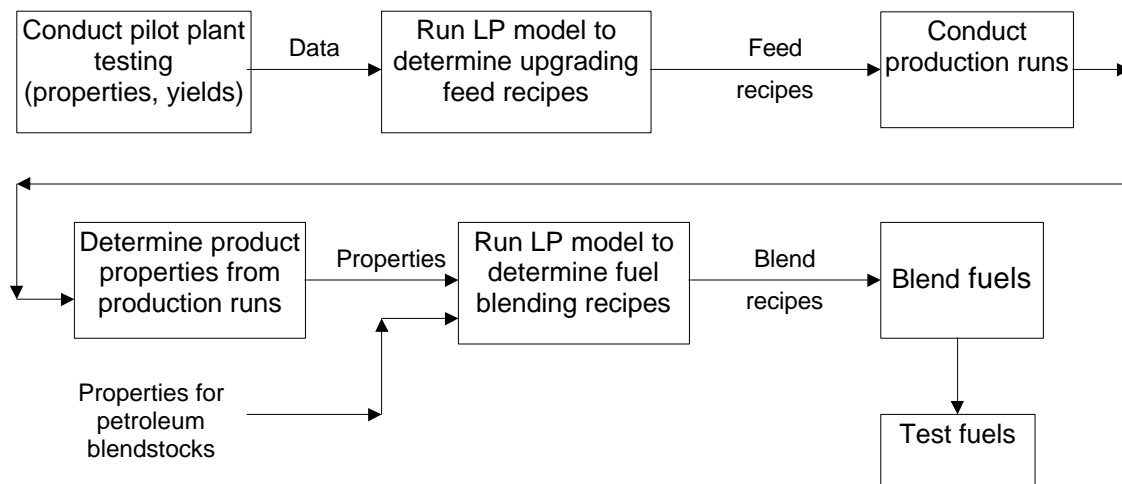 Conduct pilot plant
testing
(properties, yields)
Data
Run LP model to
determine upgrading
feed recipes
Feed
recipes
Conduct
production runs
Determine product
properties from
production runs
Properties
Run LP model to
determine fuel
blending recipes
Blend
recipes
Blend fuels
Properties for
petroleum
blendstocks
Test fuels